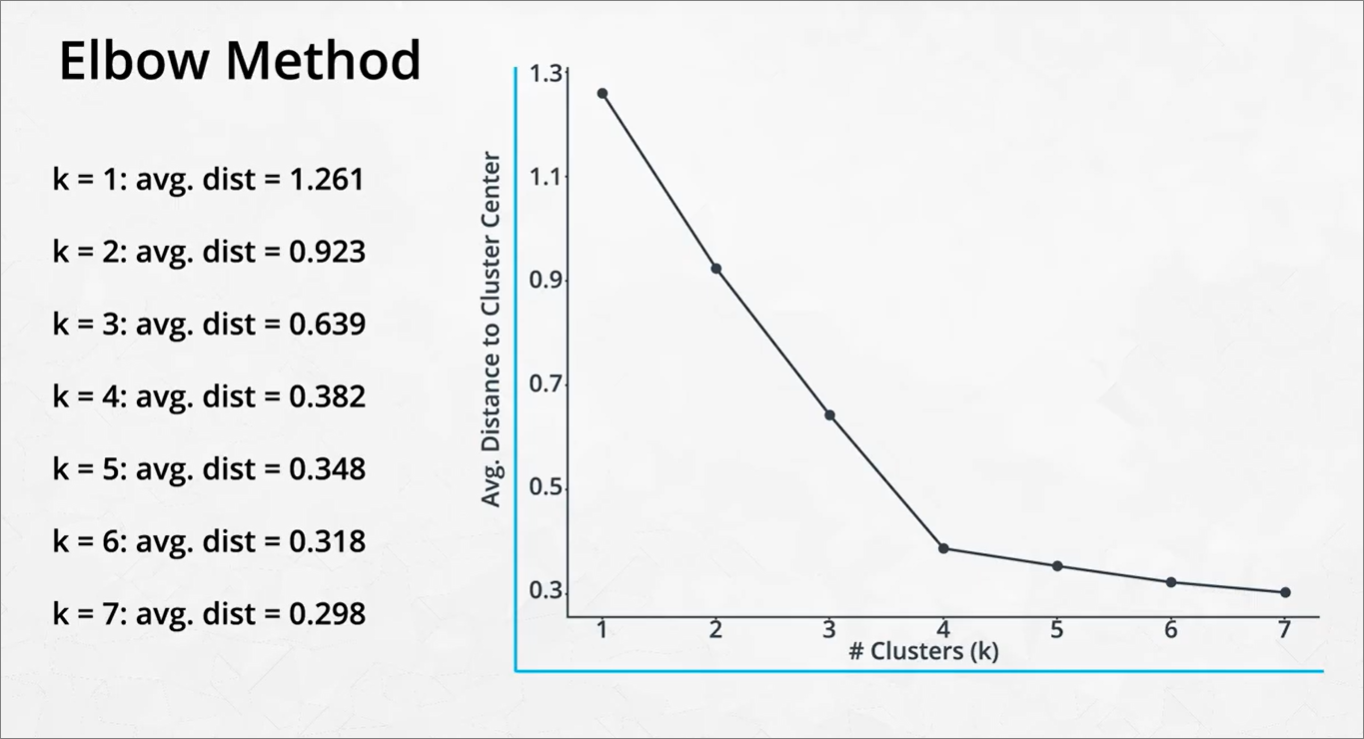 Elbow Method
k = 1: avg. dist = 1.261
k = 2: avg. dist = 0.923
k = 3: avg. dist = 0.639
k = 4: avg. dist = 0.382
k = 5: avg. dist = 0.348
k = 6: avg. dist = 0.318
k = 7: avg. dist = 0.298
Avg. Distance to Cluster Center
1.3
1.1
0.9
0.7
0.5
0.3
1 2 3 4 5 6 7
# Clusters (k)